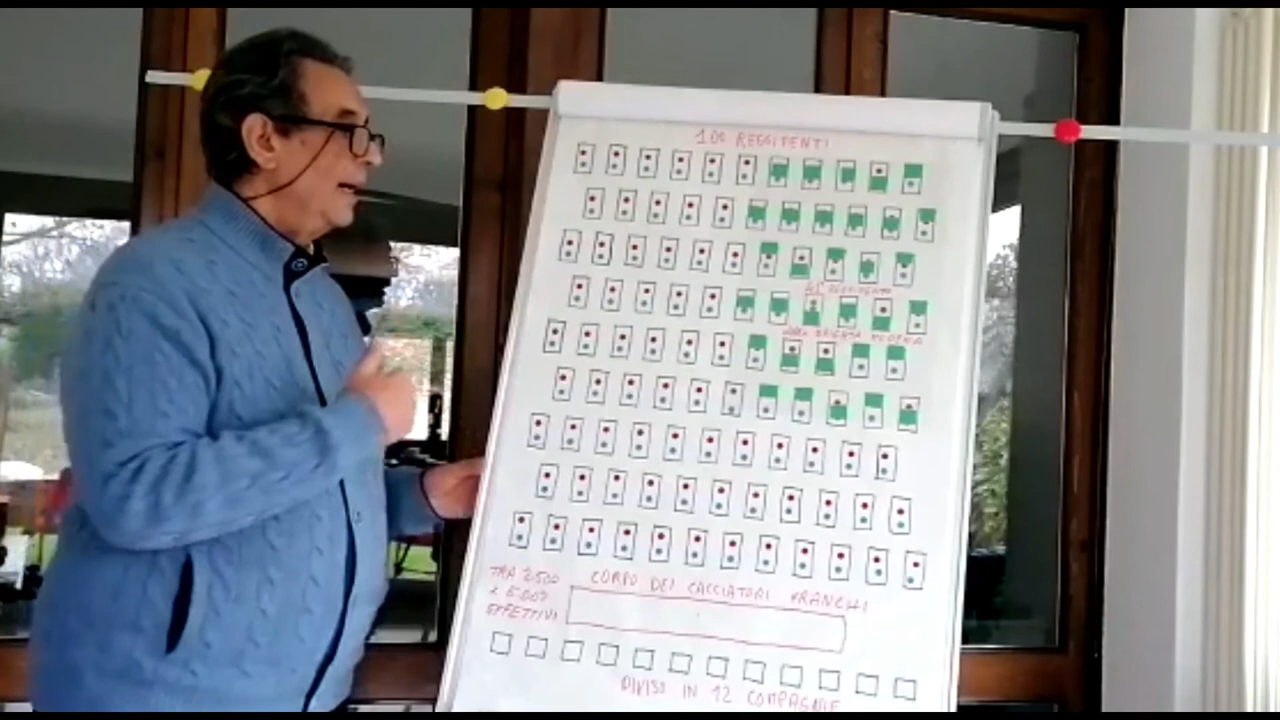 100 REGGIMENTI
TRA 2.500
E 5.000
EFFETTIVI
CORPO DEI CACCIATORI FRANCHI
DIVISO IN 12 COMPAGNIE